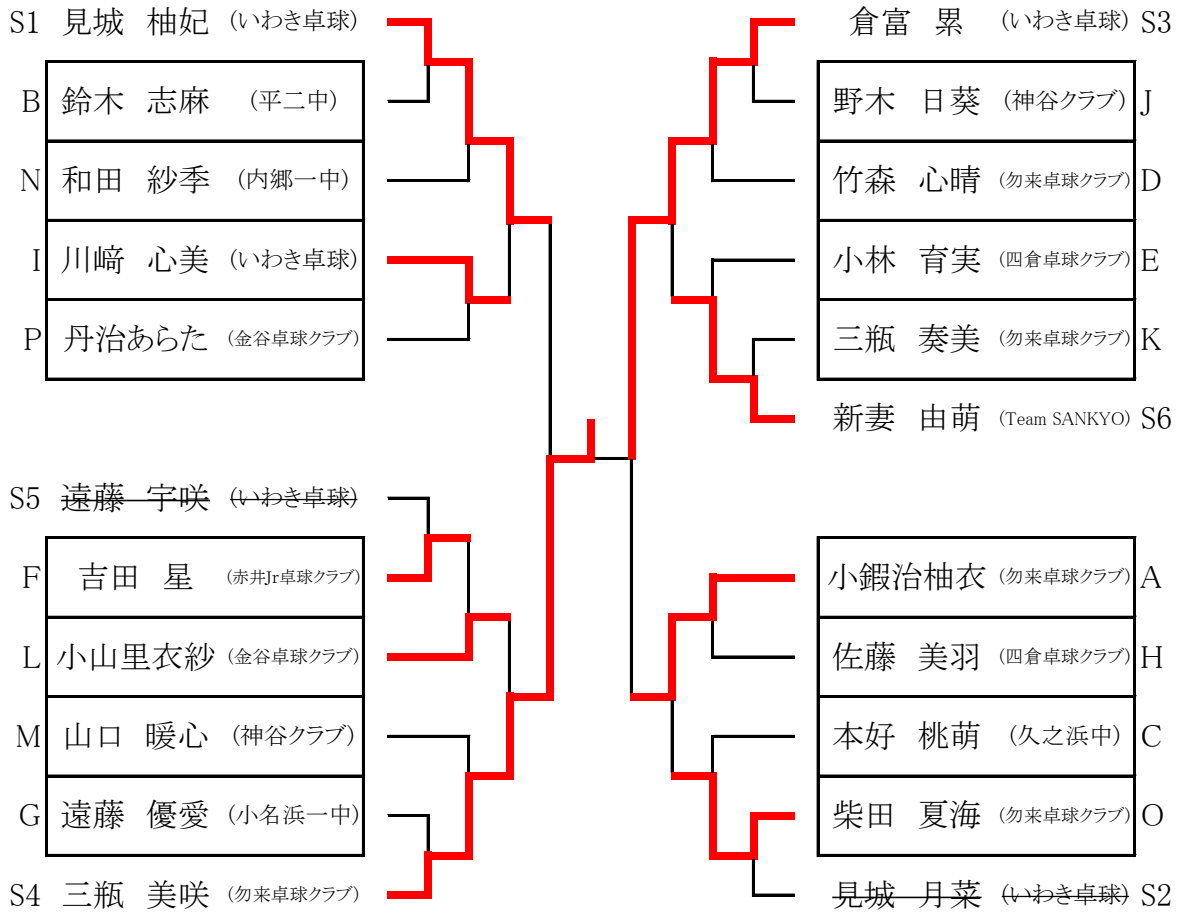 S1 見城 柚妃 (いわき卓球)
B 鈴木 志麻 (平二中)
N 和田 紗季 (内郷一中)
I 川﨑 心美 (いわき卓球)
P 丹治あらた (金谷卓球クラブ)
S5 遠藤 宇咲 (いわき卓球)
F 吉田 星 (赤井Jr卓球クラブ)
L 小山里衣紗 (金谷卓球クラブ)
M 山口 暖心 (神谷クラブ)
G 遠藤 優愛 (小名浜一中)
S4 三瓶 美咲 (勿来卓球クラブ)
倉富 累 (いわき卓球) S3
野木 日葵 (神谷クラブ) J
竹森 心晴 (勿来卓球クラブ) D
小林 育実 (四倉卓球クラブ) E
三瓶 奏美 (勿来卓球クラブ) K
新妻 由萌 (Team SANKYO) S6
小鍜治柚衣 (勿来卓球クラブ) A
佐藤 美羽 (四倉卓球クラブ) H
本好 桃萌 (久之浜中) C
柴田 夏海 (勿来卓球クラブ) O
見城 月菜 (いわき卓球) S2